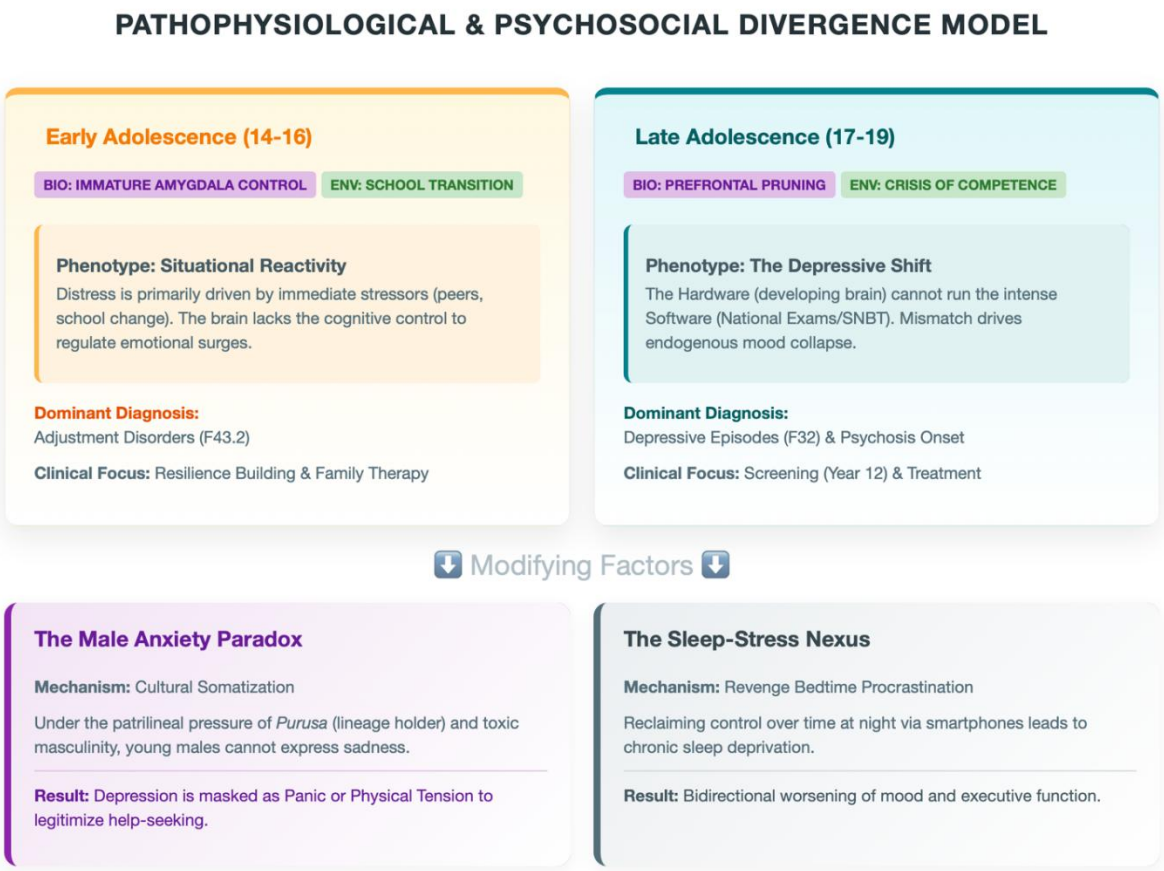 PATHOPHYSIOLOGICAL & PSYCHOSOCIAL DIVERGENCE MODEL
Early Adolescence (14-16)
BIO: IMMATURE AMYGDALA CONTROL
ENV: SCHOOL TRANSITION
Phenotype: Situational Reactivity
Distress is primarily driven by immediate stressors (peers,
school change). The brain lacks the cognitive control to
regulate emotional surges.
Dominant Diagnosis:
Adjustment Disorders (F43.2)
Clinical Focus: Resilience Building & Family Therapy
Late Adolescence (17-19)
BIO: PREFRONTAL PRUNING
ENV: CRISIS OF COMPETENCE
Phenotype: The Depressive Shift
The Hardware (developing brain) cannot run the intense
Software (National Exams/SNBT). Mismatch drives
endogenous mood collapse.
Dominant Diagnosis:
Depressive Episodes (F32) & Psychosis Onset
Clinical Focus: Screening (Year 12) & Treatment
Modifying Factors
The Male Anxiety Paradox
Mechanism: Cultural Somatization
Under the patrilineal pressure of Purusa (lineage holder) and toxic
masculinity, young males cannot express sadness.
Result: Depression is masked as Panic or Physical Tension to
legitimize help-seeking.
The Sleep-Stress Nexus
Mechanism: Revenge Bedtime Procrastination
Reclaiming control over time at night via smartphones leads to
chronic sleep deprivation.
Result: Bidirectional worsening of mood and executive function.